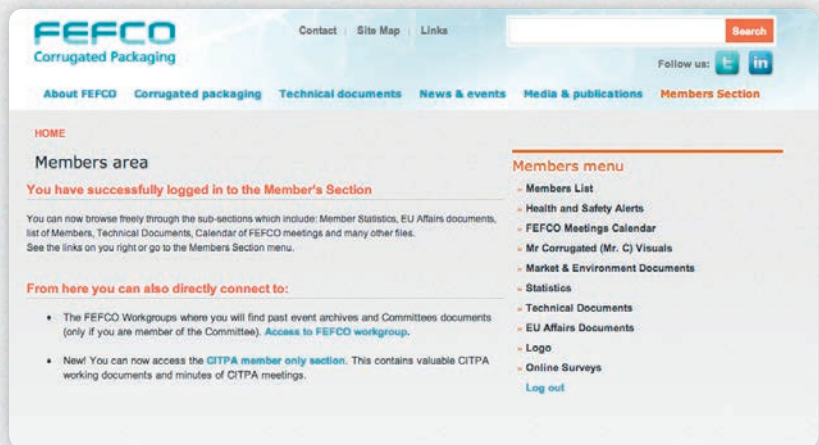 FEFCO
Corrugated Packaging
Contact | Site Map | Links
Search
Follow us:
in
About FEFCO Corrugated packaging Technical documents News & events Media & publications Members Section
HOME
Members area
You have successfully logged in to the Member's Section
You can now browse freely through the sub-sections which include: Member Statistics, EU Affairs documents,
list of Members, Technical Documents, Calendar of FEFCO meetings and many other files.
See the links on you right or go to the Members Section menu.
From here you can also directly connect to:
• The FEFCO Workgroups where you will find past event archives and Committees documents
(only if you are member of the Committee). Access to FEFCO workgroup.
• New! You can now access the CITPA member only section. This contains valuable CITPA
working documents and minutes of CITPA meetings.
Members menu
» Members List
» Health and Safety Alerts
» FEFCO Meetings Calendar
» Mr Corrugated (Mr. C) Visuals
» Market & Environment Documents
» Statistics
» Technical Documents
» EU Affairs Documents
» Logo
» Online Surveys
Log out